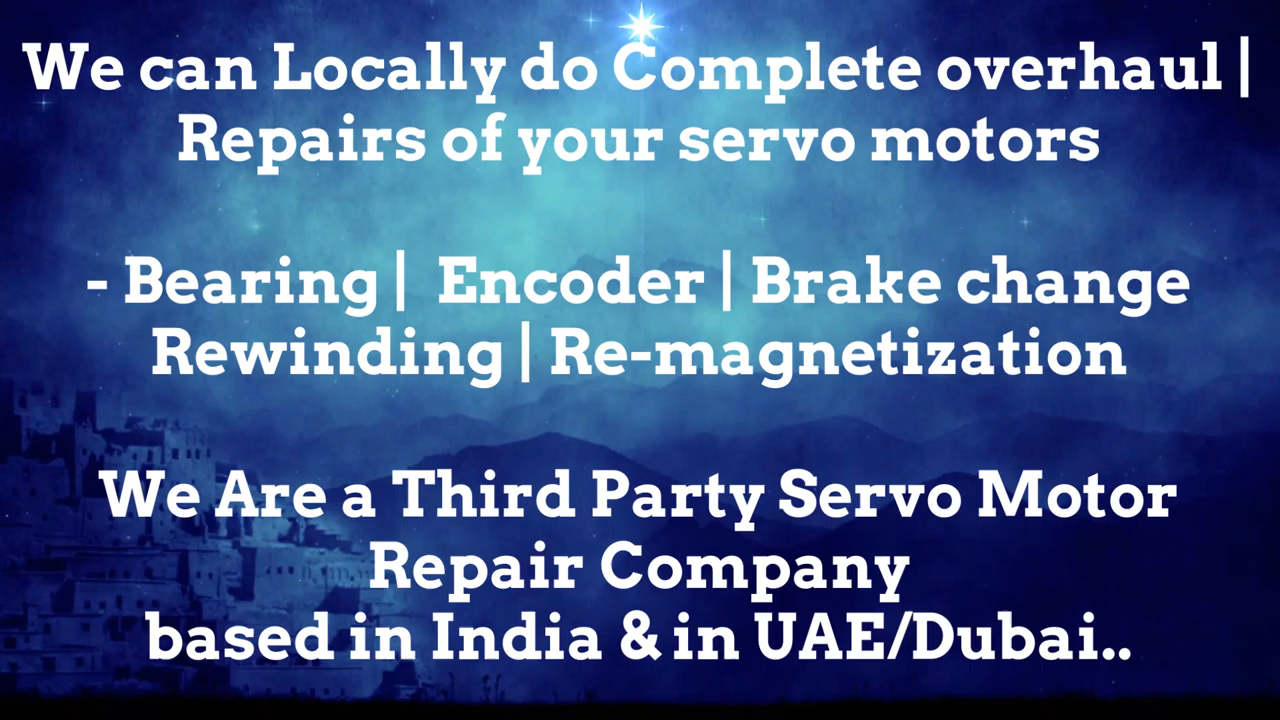 We can Locally do Complete overhaul |
Repairs of your servo motors
- Bearing | Encoder | Brake change
Rewinding | Re-magnetization
We Are a Third Party Servo Motor
Repair Company
based in India & in UAE/Dubai..